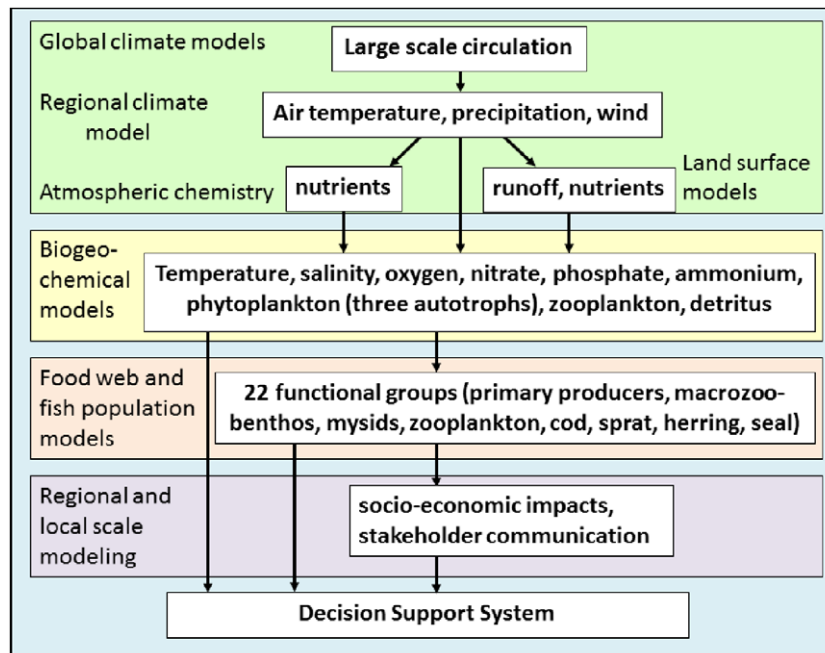 Global climate models
Large scale circulation
Regional climate
model
Air temperature, precipitation, wind
Atmospheric chemistry
nutrients
runoff, nutrients
Land surface
models
Biogeo-
chemical
models
Temperature, salinity, oxygen, nitrate, phosphate, ammonium,
phytoplankton (three autotrophs), zooplankton, detritus
Food web and
fish population
models
22 functional groups (primary producers, macrozoo-
benthos, mysids, zooplankton, cod, sprat, herring, seal)
Regional and
local scale
modeling
socio-economic impacts,
stakeholder communication
Decision Support System